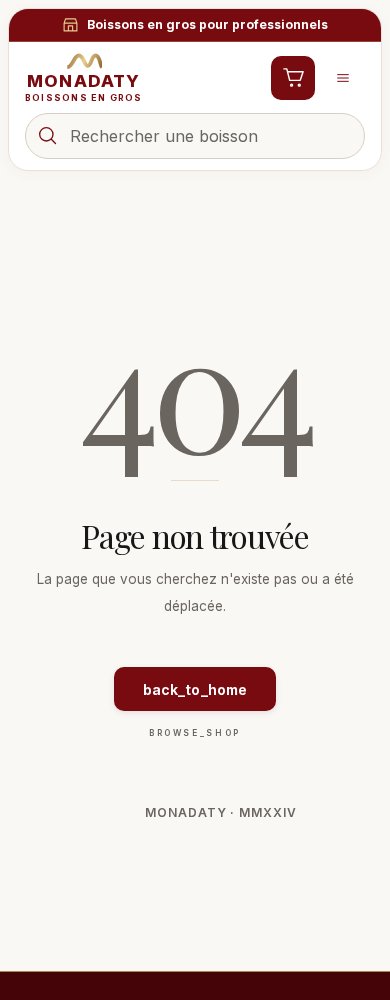 Boissons en gros pour professionnels
MONADATY
BOISSONS EN GROS
Rechercher une boisson
404
Page non trouvée
La page que vous cherchez n'existe pas ou a été
déplacée.
back_to_home
BROWSE_SHOP
MONADATY · MMXXIV